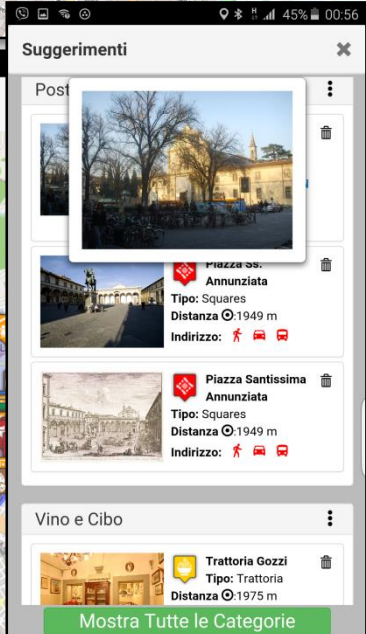 45% 00:56
Suggerimenti
Post
Piazza Ss.
Annunziata
Tipo: Squares
Distanza :1949 m
Indirizzo:
Piazza Santissima
Annunziata
Tipo: Squares
Distanza :1949 m
Indirizzo:
Vino e Cibo
Trattoria Gozzi
Tipo: Trattoria
Distanza :1975 m
Mostra Tutte le Categorie